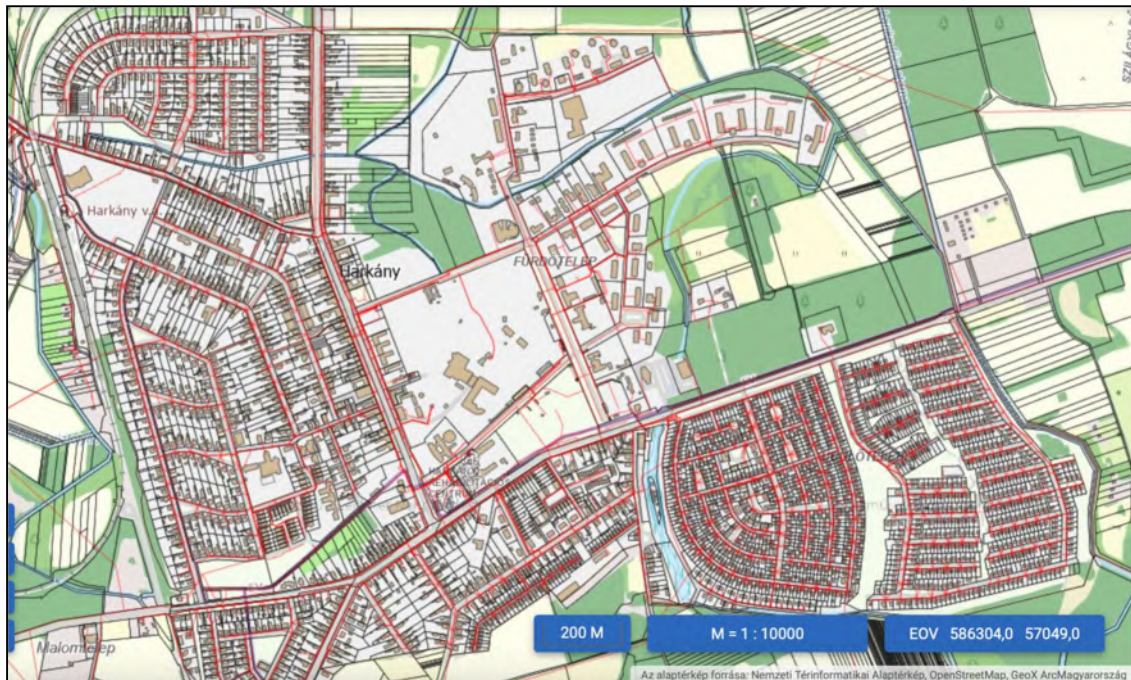 Harkány v.
Harkány
FÜRDŐTELEP
Malomtelep
200 M
M = 1 : 10000
EOV 586304,0 57049,0
Az alaptérkép forrása: Nemzeti Térinformatikai Alaptérkép, OpenStreetMap, GeoX ArcMagyarország